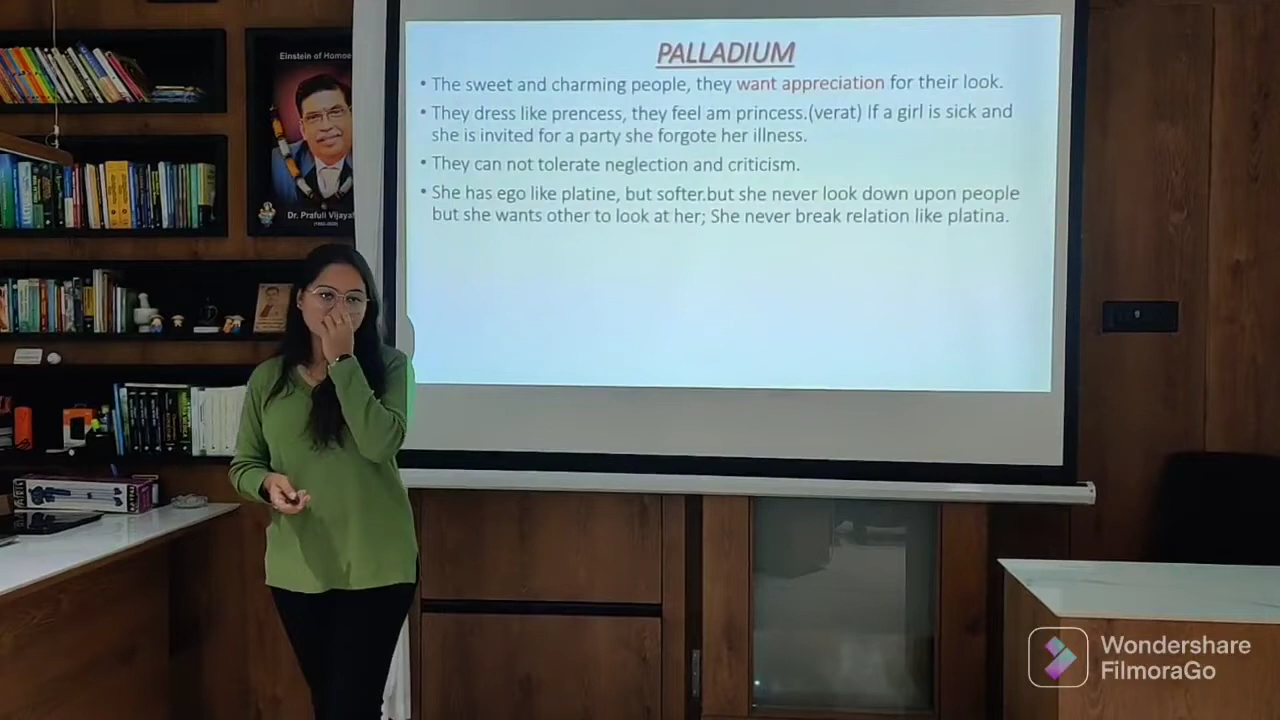 PALLADIUM
• The sweet and charming people, they want appreciation for their look.
• They dress like prencess, they feel am princess.(verat) If a girl is sick and
she is invited for a party she forgote her illness.
• They can not tolerate neglection and criticism.
• She has ego like platine, but softer.but she never look down upon people
but she wants other to look at her; She never break relation like platina.
Einstein of Homoe
Dr. Prafull Vijayal
Wondershare
FilmoraGo